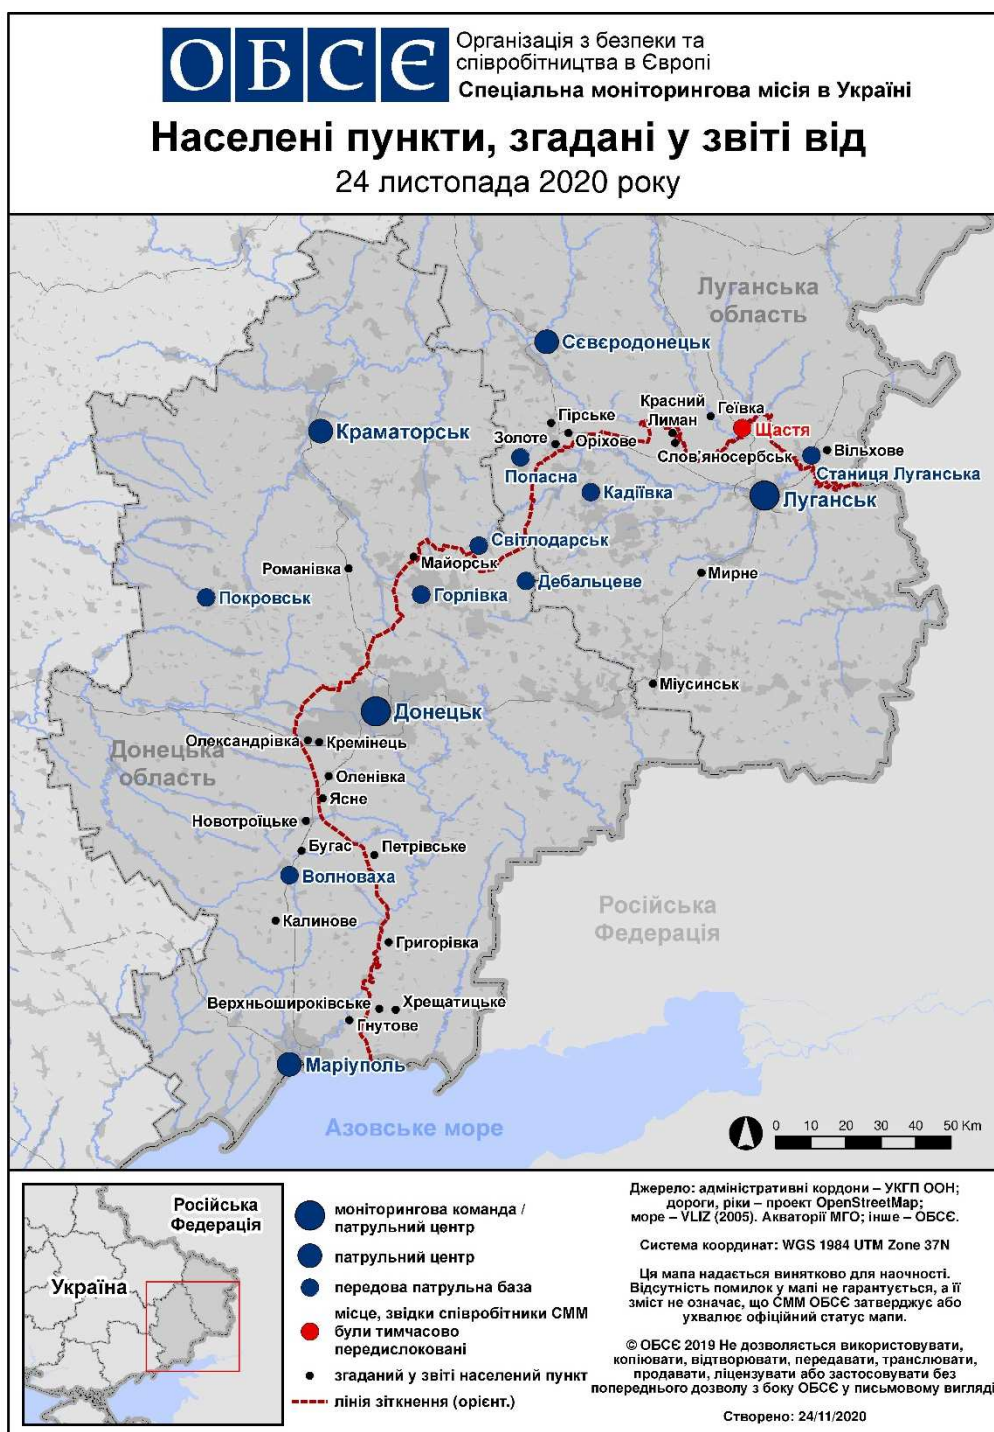 ОБСЄ
Організація з безпеки та
співробітництва в Європі
Спеціальна моніторингова місія в Україні
Населені пункти, згадані у звіті від
24 листопада 2020 року
Луганська
область
Сєвєродонецьк
Красний
Лиман
Геївка
Гірське
Щастя
Краматорськ
Золоте
Оріхове
Слов'яносербськ
Вільхове
Попасна
Станиця Луганська
Кадіївка
Луганськ
Світлодарськ
Майорськ
Романівка
Мирне
Дебальцеве
Покровськ
Горлівка
Міусинськ
Донецьк
Олександрівка
Кремінець
Донецька
область
Оленівка
Ясне
Новотроїцьке
Бугас
Петрівське
Волноваха
Російська
Федерація
Калинове
Григорівка
Верхньошироківське
Хрещатицьке
Гнутове
Маріуполь
Азовське море
0 10 20 30 40 50 Km
Російська
Федерація
Україна
моніторингова команда /
патрульний центр
патрульний центр
передова патрульна база
місце, звідки співробітники СММ
були тимчасово
передислоковані
згаданий у звіті населений пункт
лінія зіткнення (орієнт.)
Джерело: адміністративні кордони – УКГП ООН;
дороги, ріки – проект OpenStreetMap;
море – VLIZ (2005). Акваторії МГО; інше – ОБСЄ.
Система координат: WGS 1984 UTM Zone 37N
Ця мапа надається винятково для наочності.
Відсутність помилок у мапі не гарантується, а її
зміст не означає, що СММ ОБСЄ затверджує або
ухвалює офіційний статус мапи.
© ОБСЄ 2019 Не дозволяється використовувати,
копіювати, відтворювати, передавати, транслювати,
продавати, ліцензувати або застосовувати без
попереднього дозволу з боку ОБСЄ у письмовому вигляді
Створено: 24/11/2020